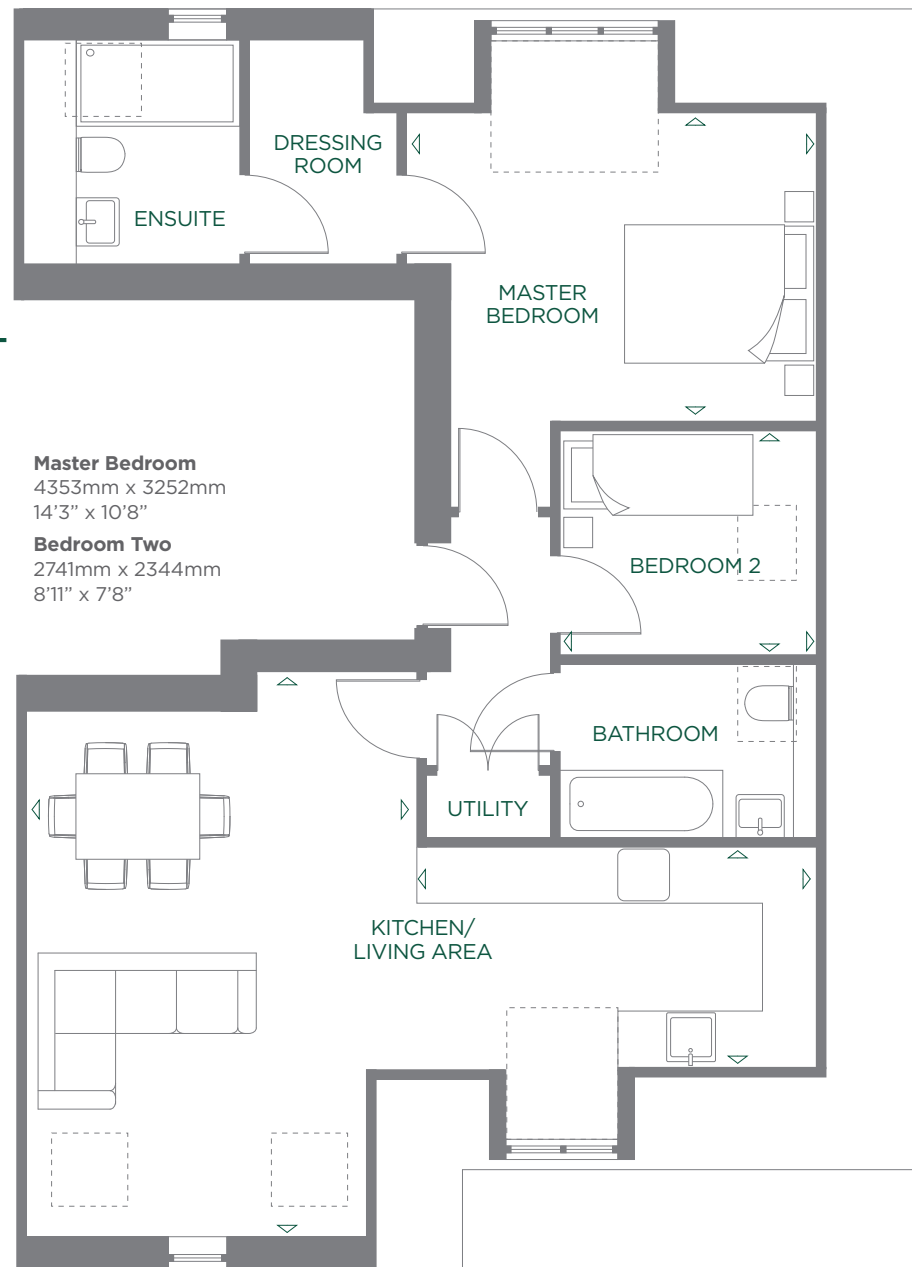 DRESSING
ROOM
ENSUITE
MASTER
BEDROOM
Master Bedroom
4353mm x 3252mm
14’3” x 10’8”
Bedroom Two
2741mm x 2344mm
8’11” x 7’8”
BEDROOM 2
BATHROOM
UTILITY
KITCHEN/
LIVING AREA